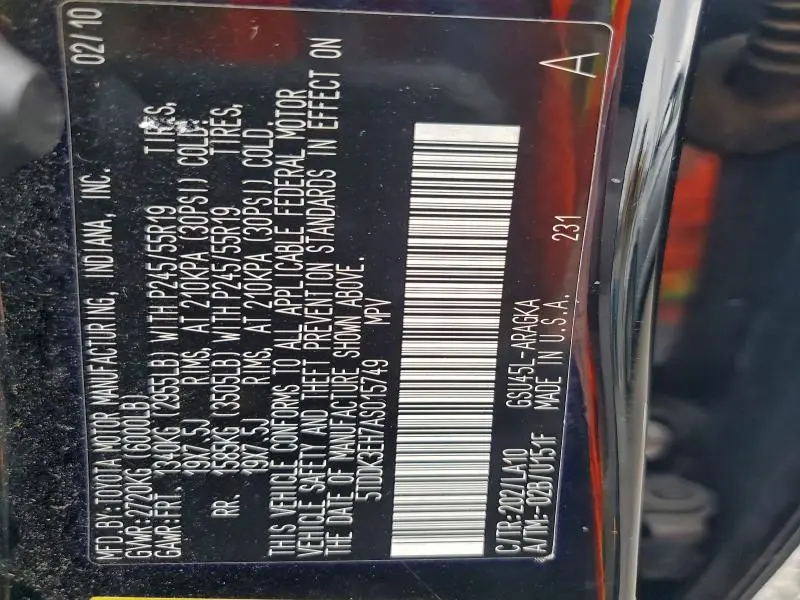 MFD.BY:TOYOTA MOTOR MANUFACTURING, INDIANA, INC. 02/10
GVWR:2720KG (6000LB)
GAWR:FRT. 1340KG (2955LB) WITH P245/55R19 TIRES,
19X7.5J RIMS, AT 210KPA (30PSI) COLD.
RR. 1585KG (3505LB) WITH P245/55R19 TIRES,
19X7.5J RIMS, AT 210KPA (30PSI) COLD.
THIS VEHICLE CONFORMS TO ALL APPLICABLE FEDERAL MOTOR
VEHICLE SAFETY AND THEFT PREVENTION STANDARDS IN EFFECT ON
THE DATE OF MANUFACTURE SHOWN ABOVE.
5TDDK3EH7AS015749 MPV
A
C/TR:202/LA10 GSU45L-ARAGKA 231
A/TM:-02B/U151F MADE IN U.S.A.